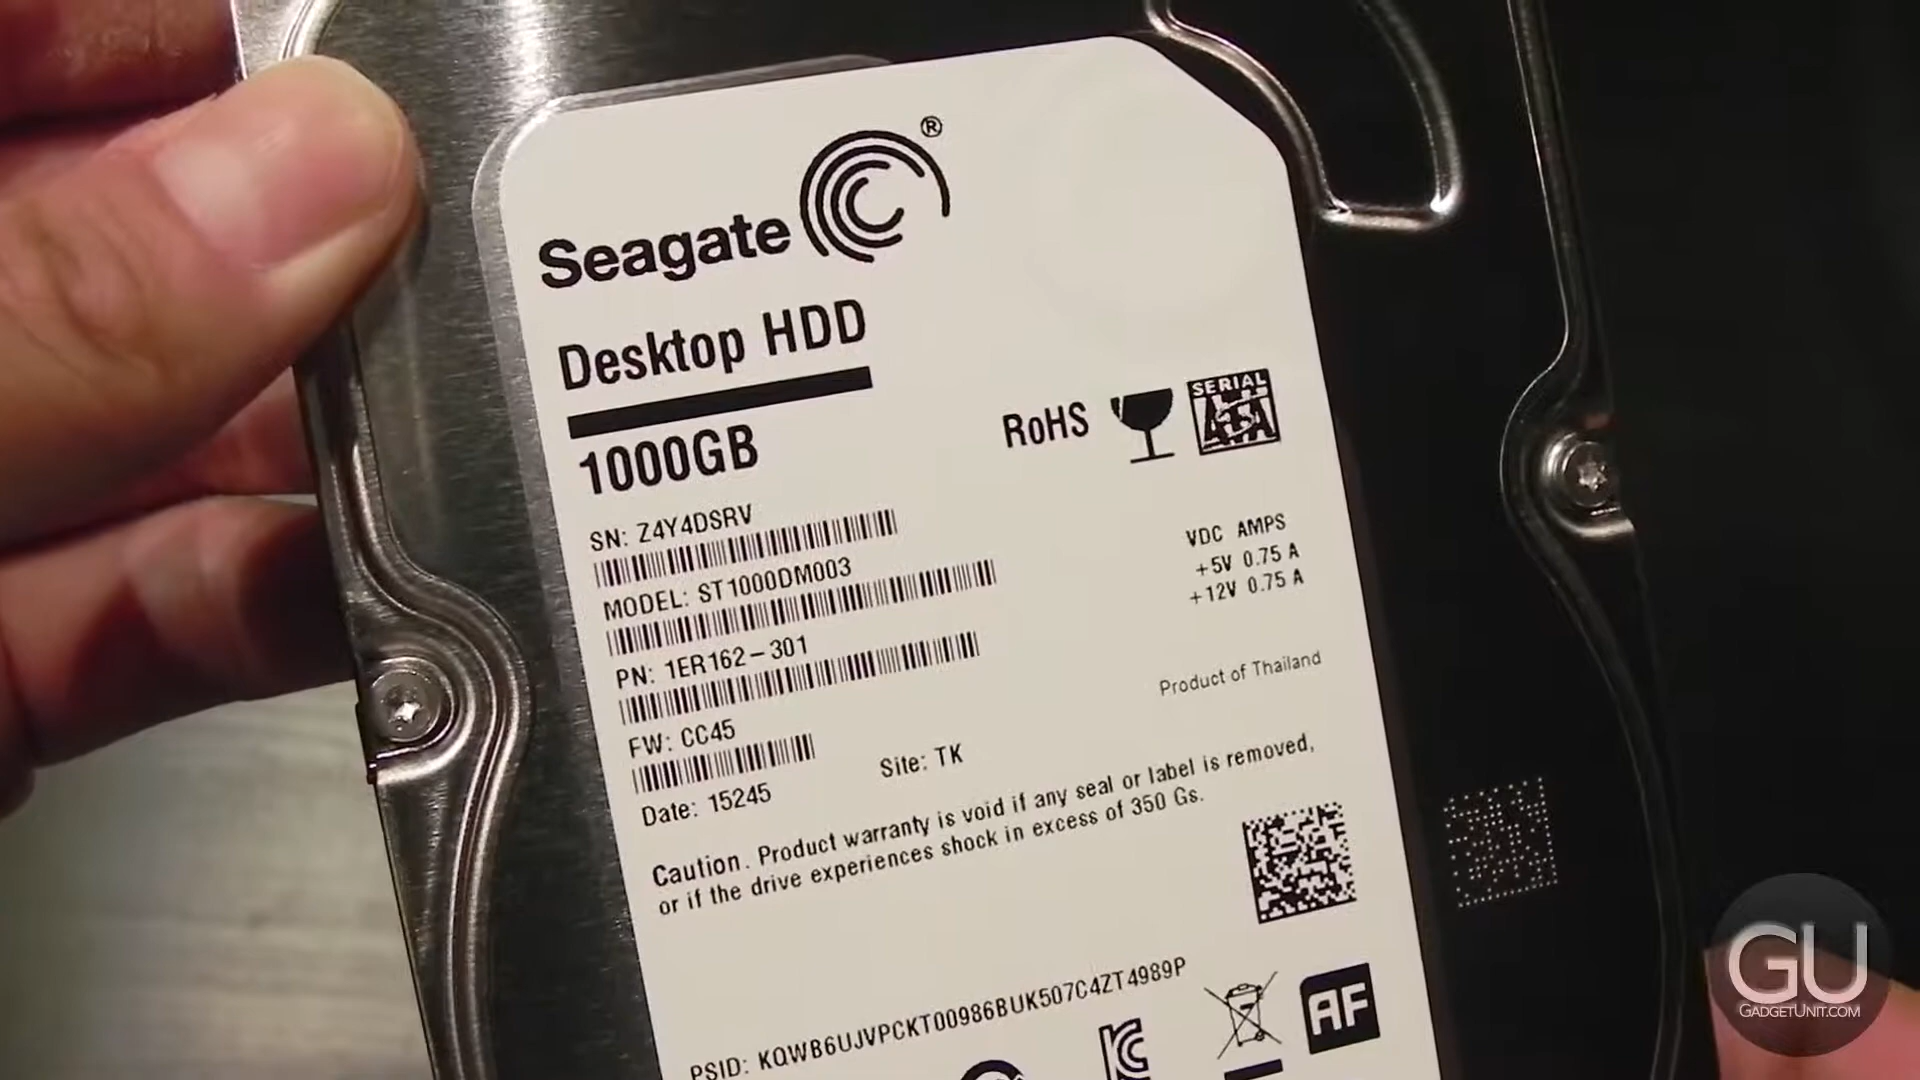 Seagate®
Desktop HDD
1000GB
RoHS
SERIAL
ATA
SN: Z4Y4DSRV
MODEL: ST1000DM003
PN: 1ER162-301
FW: CC45
Date: 15245
Site: TK
VDC AMPS
+5V 0.75 A
+12V 0.75 A
Product of Thailand
Caution. Product warranty is void if any seal or label is removed,
or if the drive experiences shock in excess of 350 Gs.
PSID: KQWB6UJVPCKT00986BUK507C4ZT4989P
AF
GU
GADGETUNIT.COM